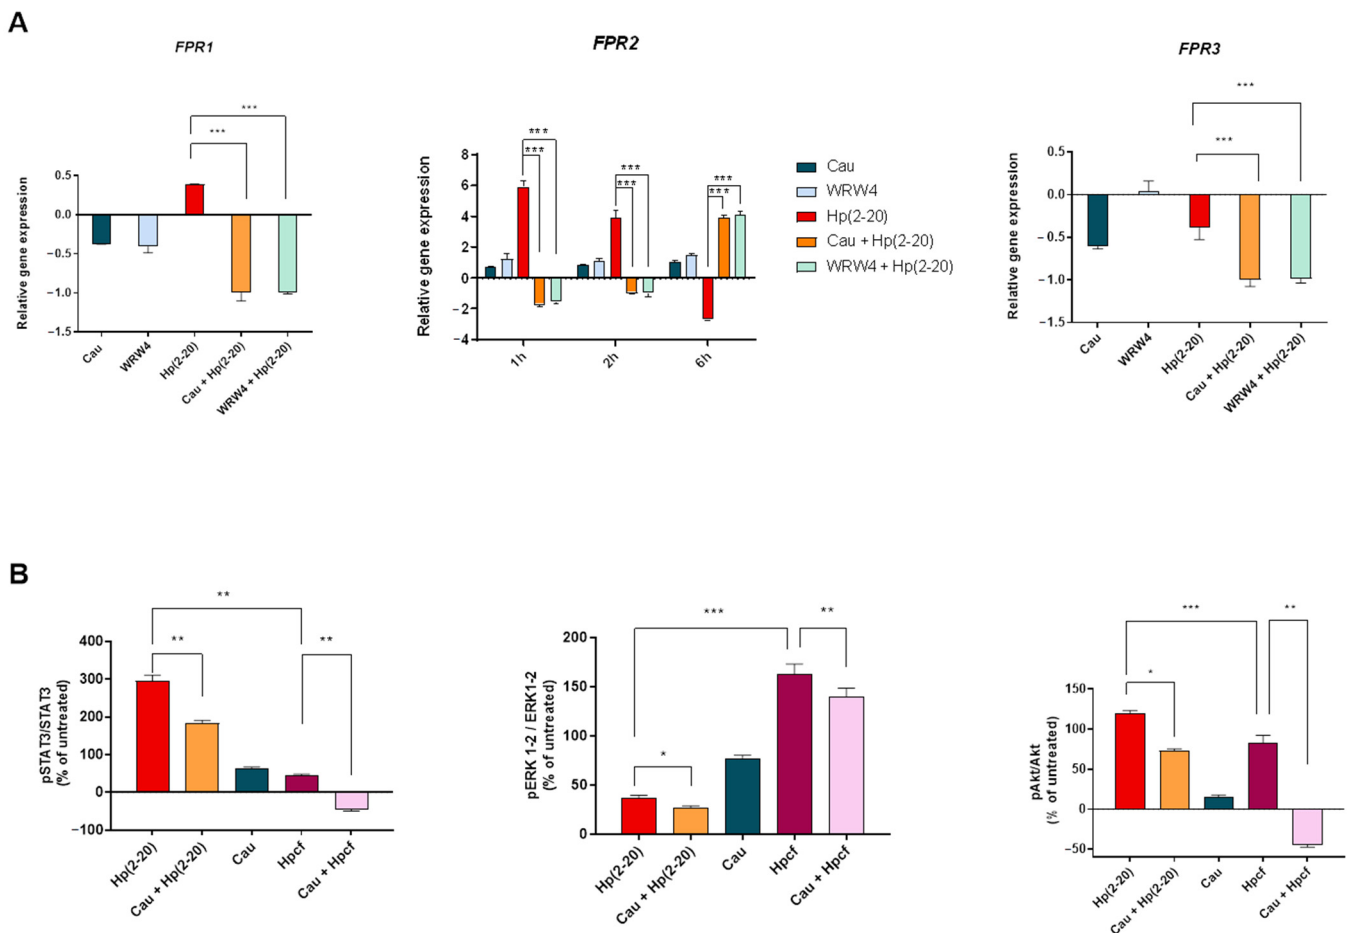 A
FPR1
***
***
Relative gene expression
0.5
0.0
−0.5
−1.0
−1.5
Cau
WRW4
Hp(2-20)
Cau + Hp(2-20)
WRW4 + Hp(2-20)
FPR2
***
***
***
***
***
***
Relative gene expression
8
6
4
2
0
−2
−4
1h
2h
6h
Cau
WRW4
Hp(2-20)
Cau + Hp(2-20)
WRW4 + Hp(2-20)
FPR3
***
***
Relative gene expression
0.5
0.0
−0.5
−1.0
−1.5
Cau
WRW4
Hp(2-20)
Cau + Hp(2-20)
WRW4 + Hp(2-20)
B
**
**
**
pSTAT3/STAT3
(% of untreated)
400
300
200
100
0
−100
Hp(2-20)
Cau + Hp(2-20)
Cau
Hpcf
Cau + Hpcf
***
**
*
pERK 1-2 / ERK1-2
(% of untreated)
200
150
100
50
0
Hp(2-20)
Cau + Hp(2-20)
Cau
Hpcf
Cau + Hpcf
***
**
*
pAkt/Akt
(% of untreated)
150
100
50
0
−50
Hp(2-20)
Cau + Hp(2-20)
Cau
Hpcf
Cau + Hpcf